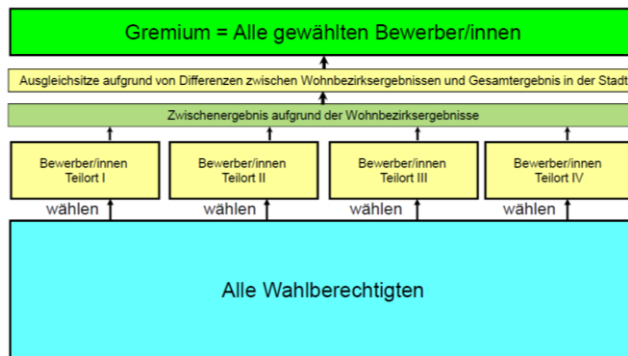 Gremium = Alle gewählten Bewerber/innen
Ausgleichsitze aufgrund von Differenzen zwischen Wohnbezirksergebnissen und Gesamtergebnis in der Stadt
Zwischenergebnis aufgrund der Wohnbezirksergebnisse
Bewerber/innen
Teilort I
Bewerber/innen
Teilort II
Bewerber/innen
Teilort III
Bewerber/innen
Teilort IV
wählen
wählen
wählen
wählen
Alle Wahlberechtigten